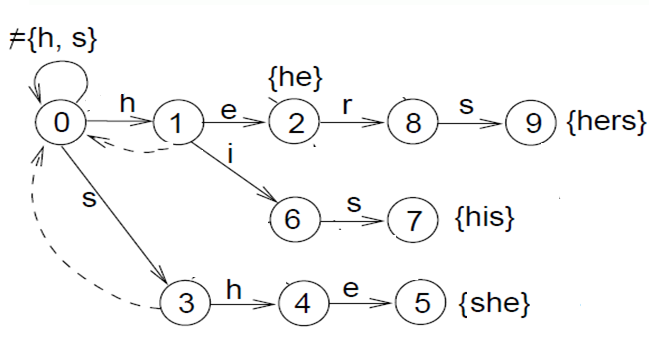 ≠{h, s}
{he}
0 h 1 e 2 r 8 s 9 {hers}
i
s
6 s 7 {his}
3 h 4 e 5 {she}